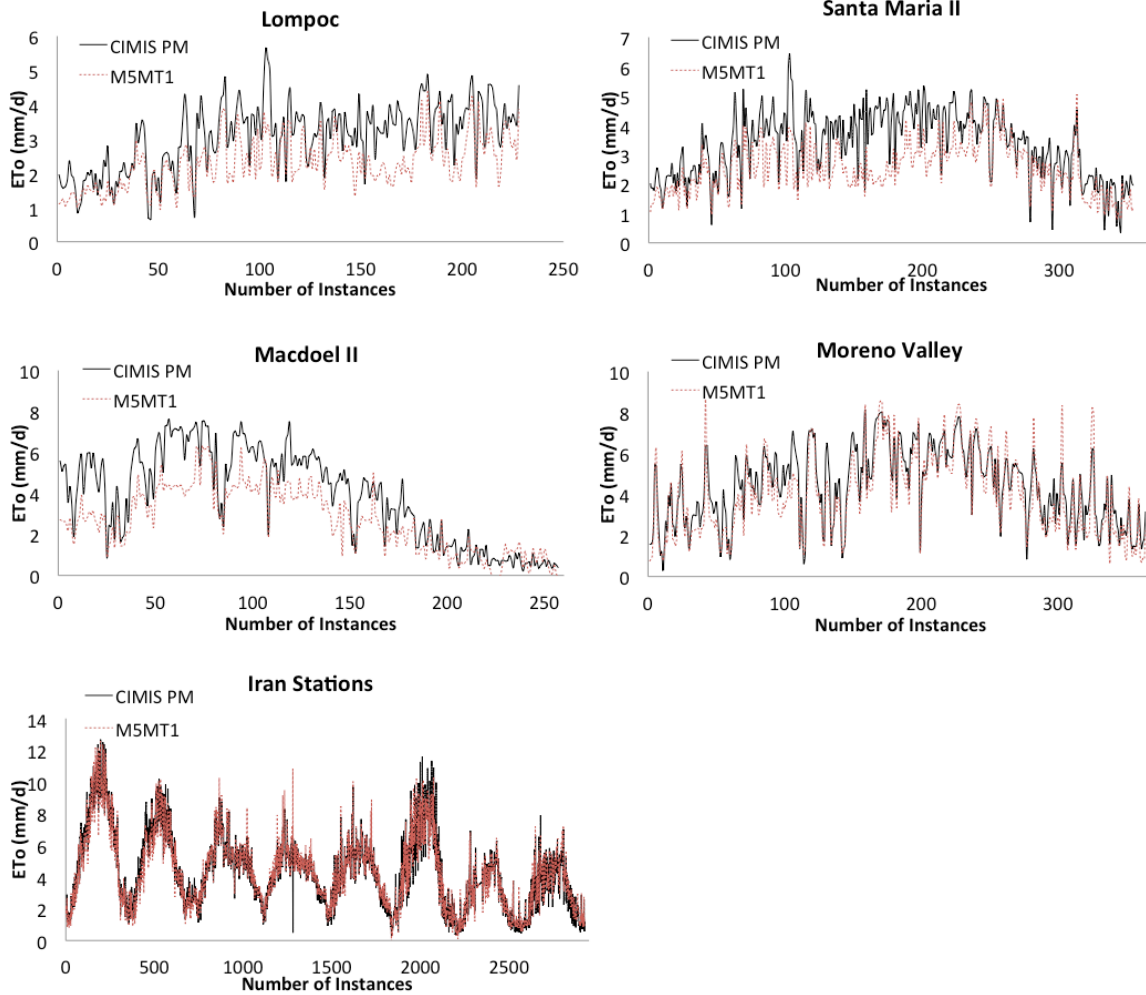 Lompoc
CIMIS PM
M5MT1
ETo (mm/d)
6
5
4
3
2
1
0
0 50 100 150 200 250
Number of Instances
Santa Maria II
CIMIS PM
M5MT1
ETo (mm/d)
7
6
5
4
3
2
1
0
0 100 200 300
Number of Instances
Macdoel II
CIMIS PM
M5MT1
ETo (mm/d)
10
8
6
4
2
0
0 50 100 150 200 250
Number of Instances
Moreno Valley
CIMIS PM
M5MT1
ETo (mm/d)
10
8
6
4
2
0
0 100 200 300
Number of Instances
Iran Stations
CIMIS PM
M5MT1
ETo (mm/d)
14
12
10
8
6
4
2
0
0 500 1000 1500 2000 2500
Number of Instances